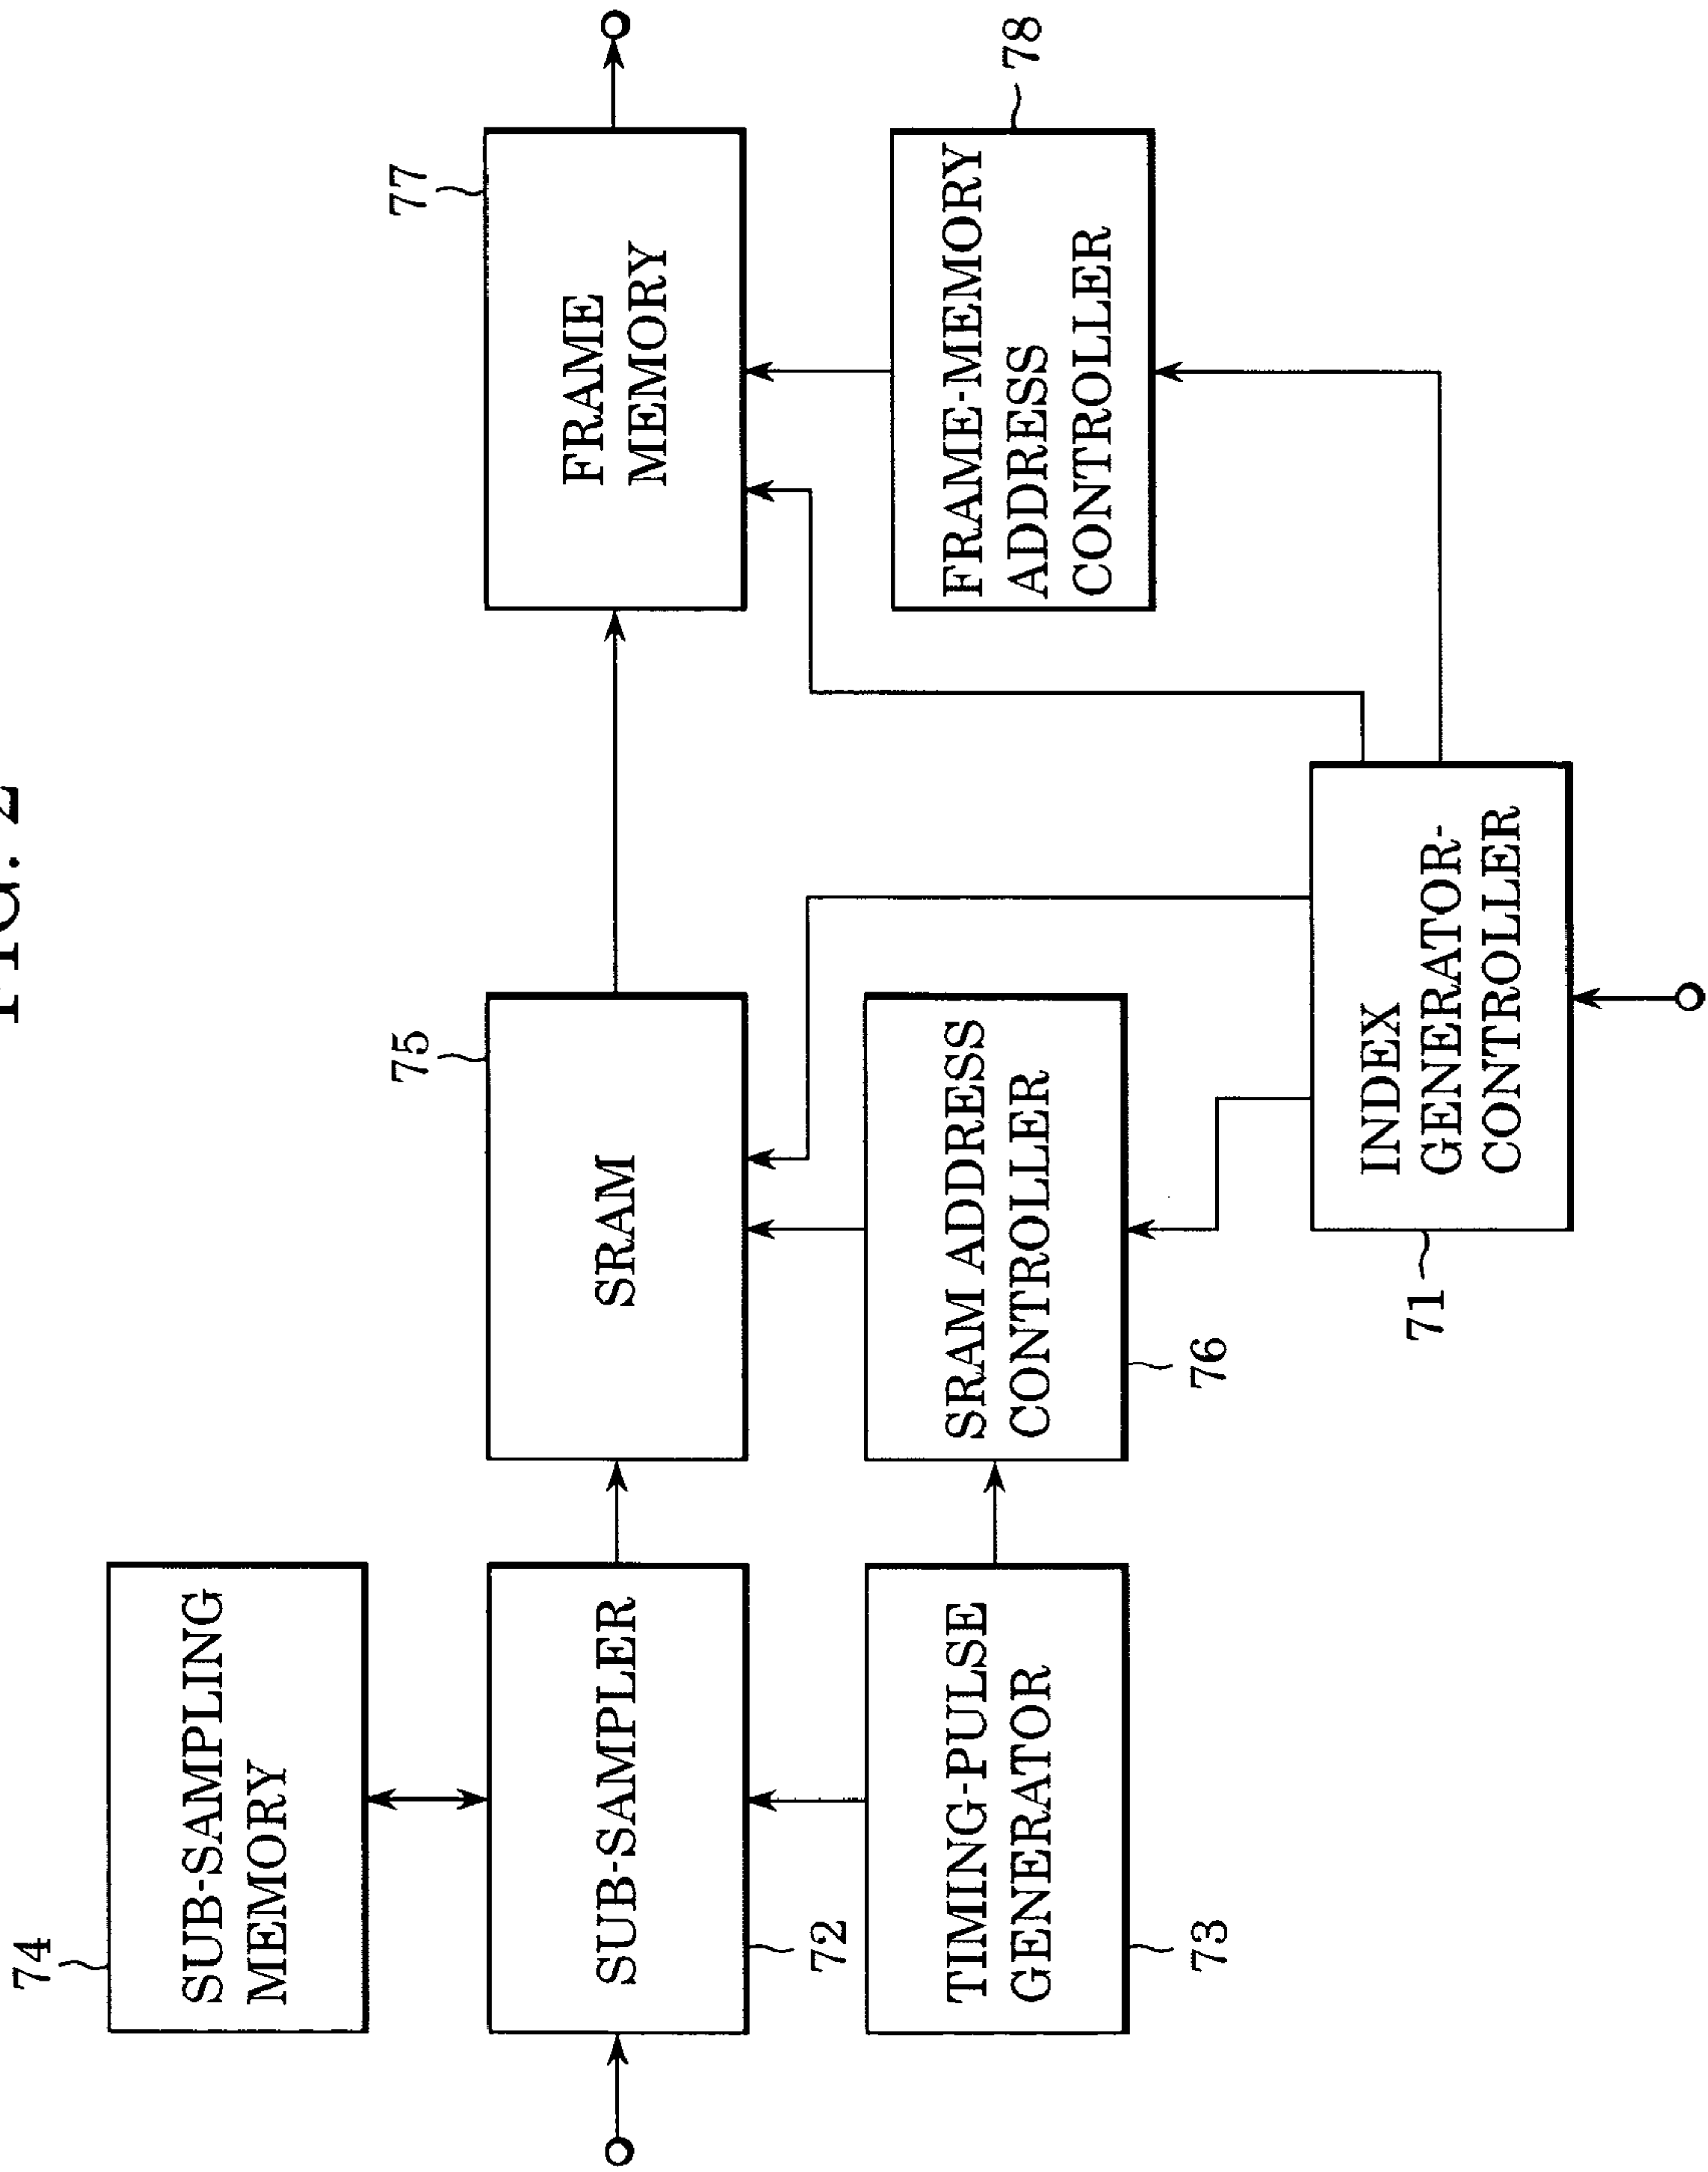 FIG. 2
74
SUB-SAMPLING
MEMORY
SUB-SAMPLER
72
TIMING-PULSE
GENERATOR
73
75
SRAM
SRAM ADDRESS
CONTROLLER
76
77
FRAME
MEMORY
FRAME-MEMORY
ADDRESS
CONTROLLER
78
INDEX
GENERATOR-
CONTROLLER
71